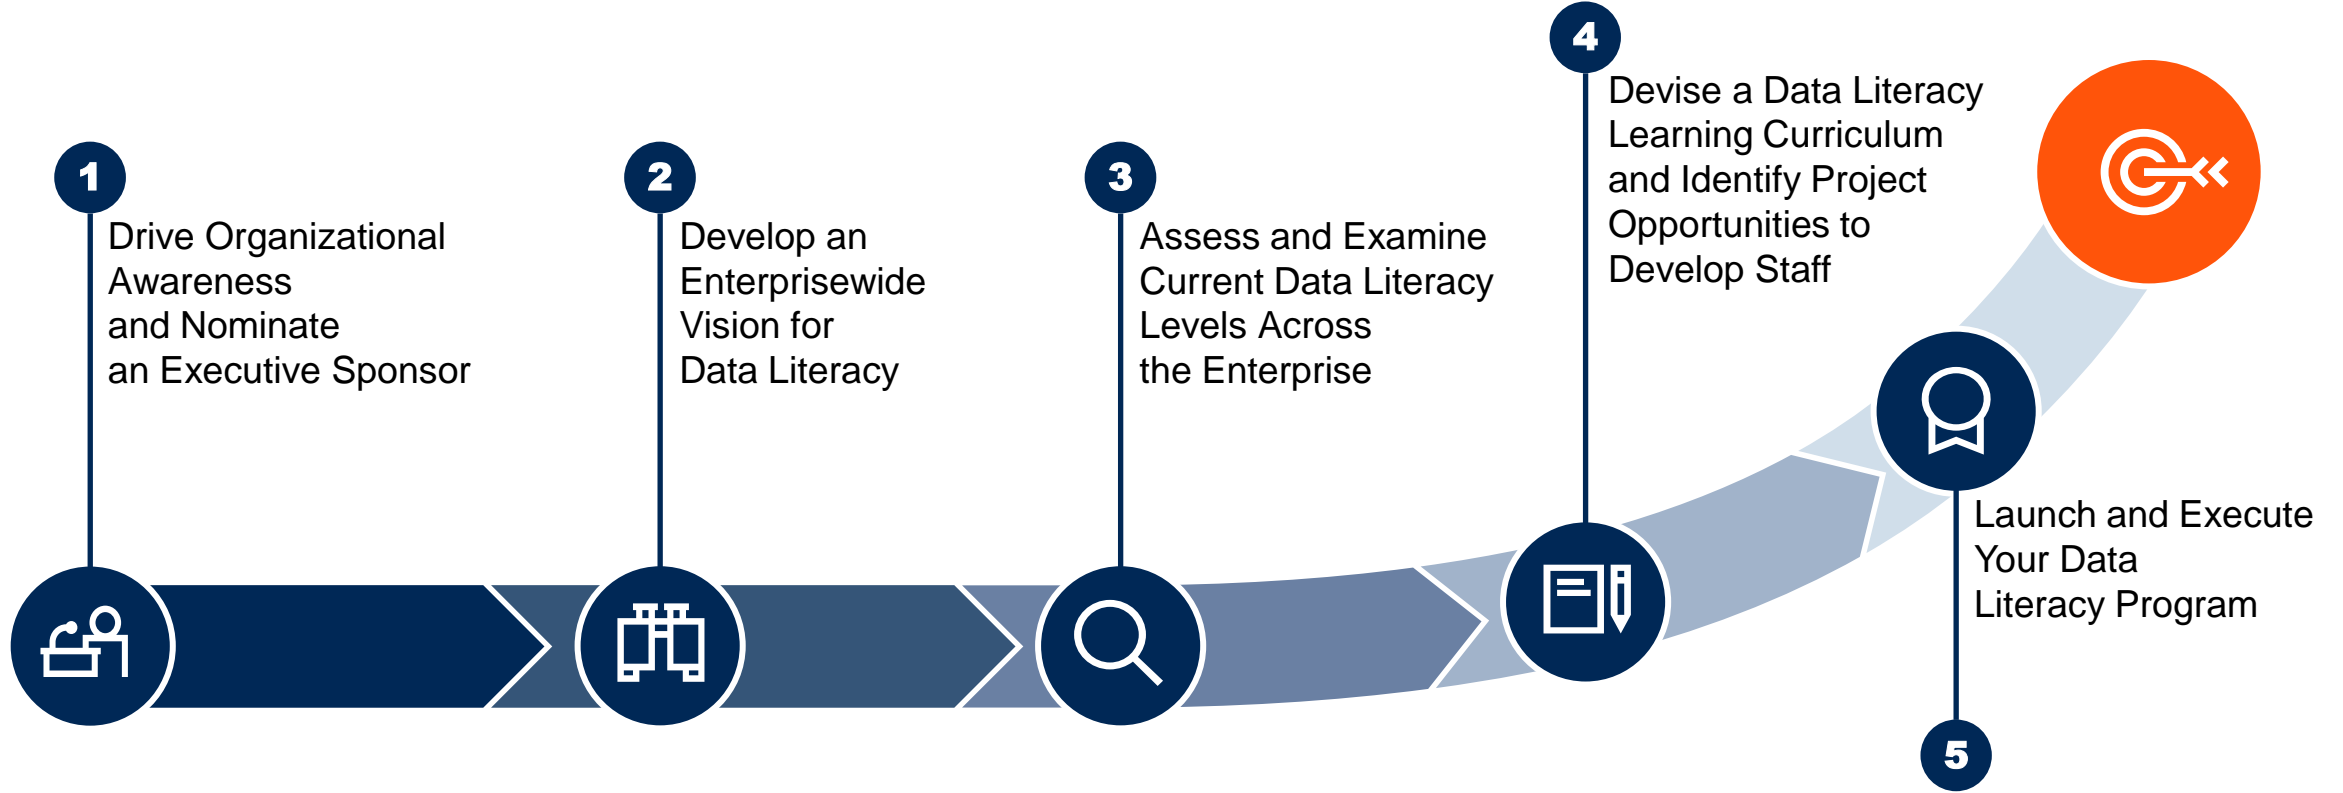 1
Drive Organizational
Awareness
and Nominate
an Executive Sponsor
2
Develop an
Enterprisewide
Vision for
Data Literacy
3
Assess and Examine
Current Data Literacy
Levels Across
the Enterprise
4
Devise a Data Literacy
Learning Curriculum
and Identify Project
Opportunities to
Develop Staff
Launch and Execute
Your Data
Literacy Program
5